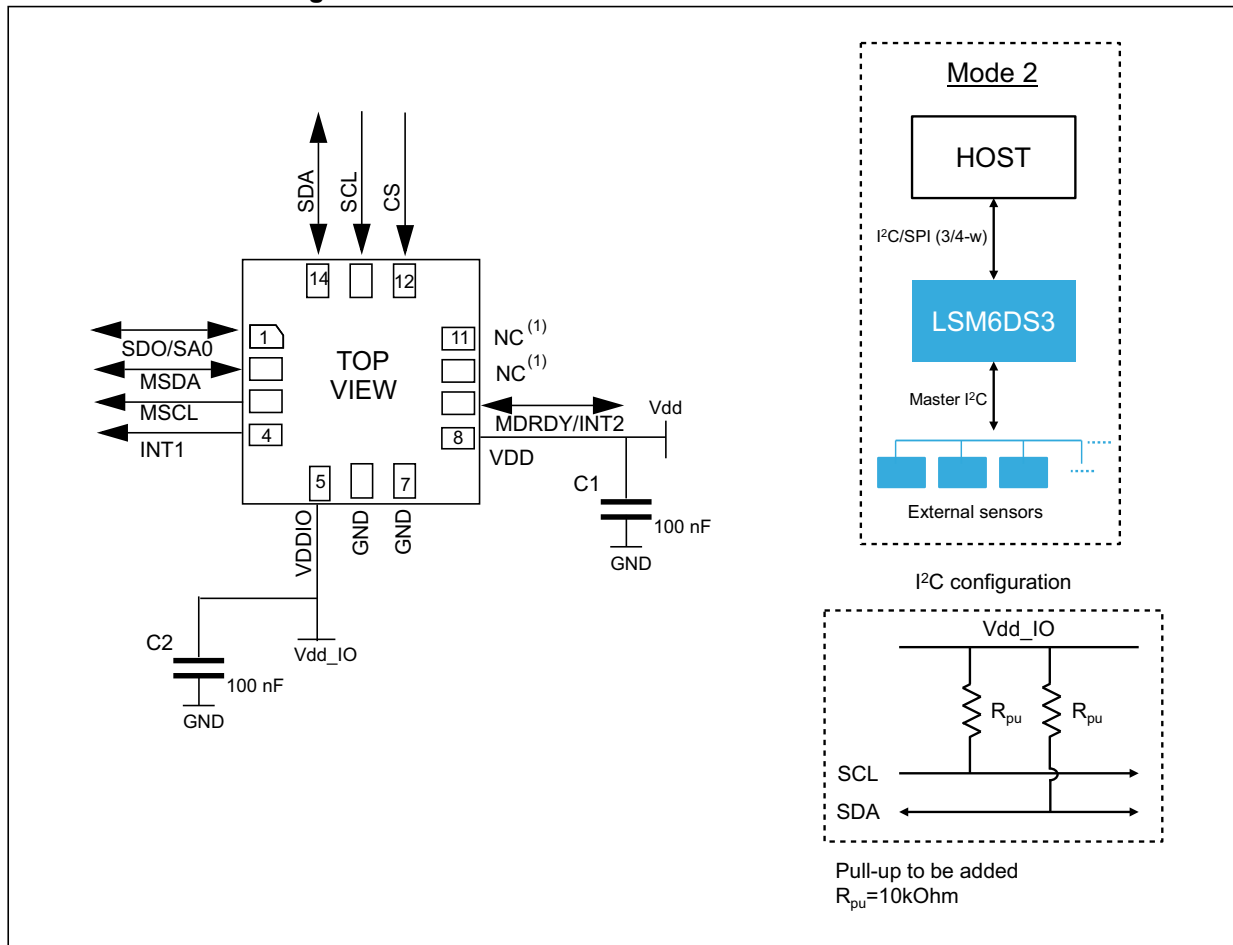 SDA
SCL
CS
14
12
1
11
NC(1)
SDO/SA0
TOP
VIEW
NC(1)
MSDA
MSCL
MDRDY/INT2
Vdd
4
8
INT1
VDD
5
7
C1
100 nF
GND
VDDIO
GND
GND
C2
Vdd_IO
100 nF
GND
Mode 2
HOST
I²C/SPI (3/4-w)
LSM6DS3
Master I²C
External sensors
I²C configuration
Vdd_IO
Rpu
Rpu
SCL
SDA
Pull-up to be added
Rpu=10kOhm